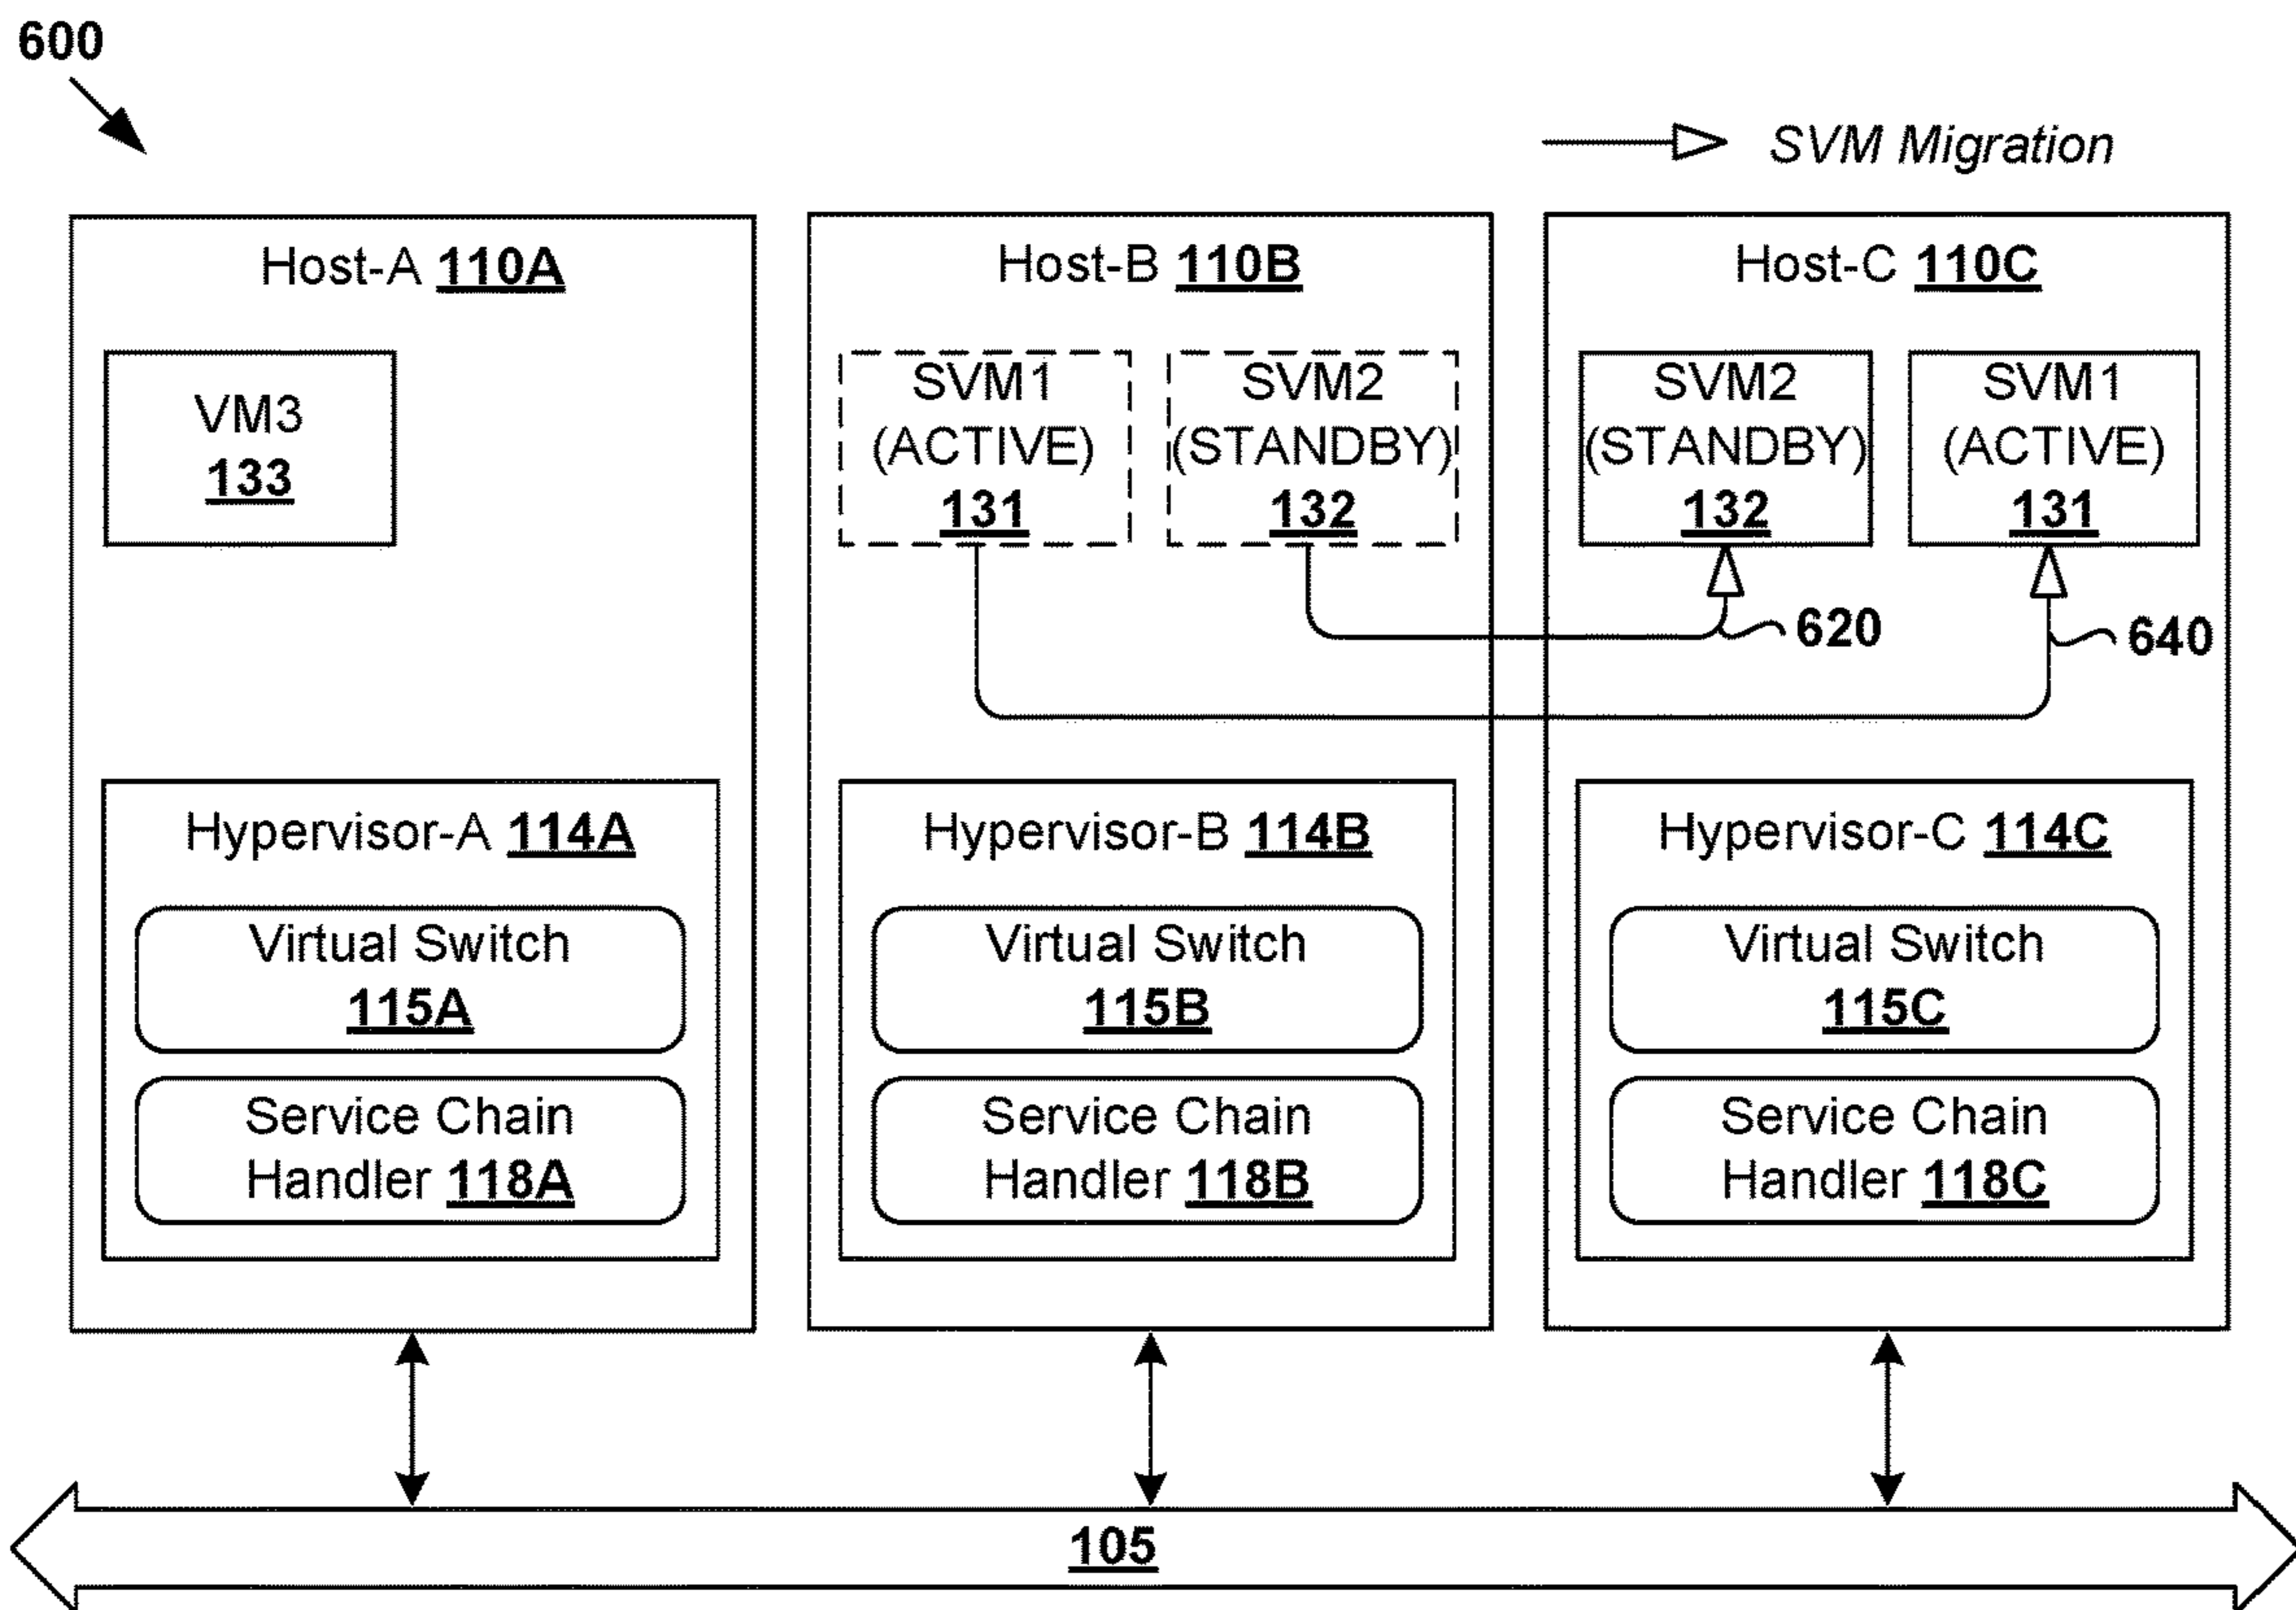 600
SVM Migration
Host-A 110A
VM3
133
Hypervisor-A 114A
Virtual Switch
115A
Service Chain
Handler 118A
Host-B 110B
SVM1
(ACTIVE)
131
SVM2
(STANDBY)
132
Hypervisor-B 114B
Virtual Switch
115B
Service Chain
Handler 118B
Host-C 110C
SVM2
(STANDBY)
132
SVM1
(ACTIVE)
131
620
640
Hypervisor-C 114C
Virtual Switch
115C
Service Chain
Handler 118C
105